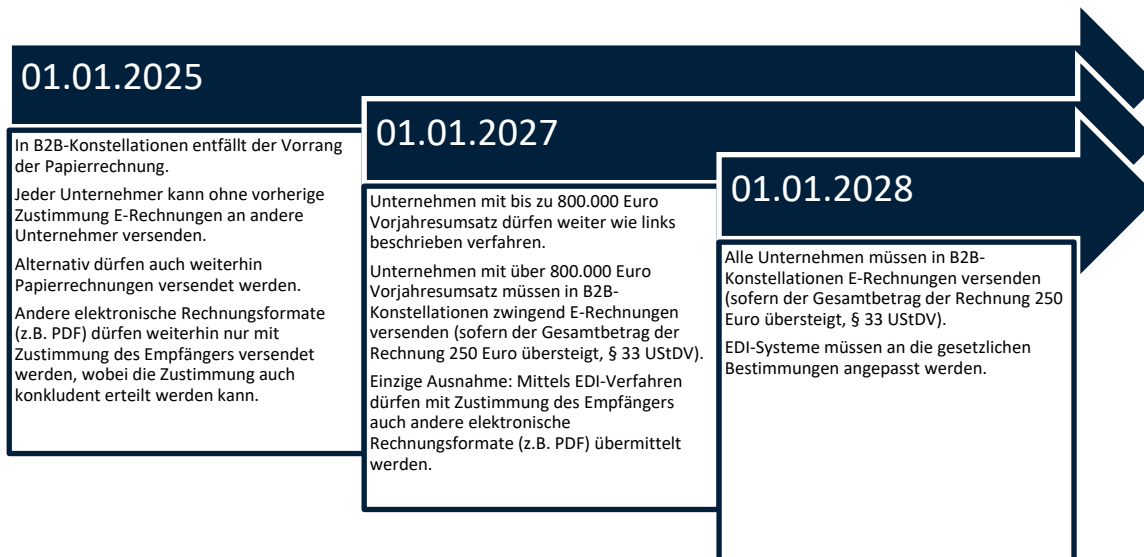 01.01.2025
In B2B-Konstellationen entfällt der Vorrang
der Papierrechnung.
Jeder Unternehmer kann ohne vorherige
Zustimmung E-Rechnungen an andere
Unternehmer versenden.
Alternativ dürfen auch weiterhin
Papierrechnungen versendet werden.
Andere elektronische Rechnungsformate
(z.B. PDF) dürfen weiterhin nur mit
Zustimmung des Empfängers versendet
werden, wobei die Zustimmung auch
konkludent erteilt werden kann.
01.01.2027
Unternehmen mit bis zu 800.000 Euro
Vorjahresumsatz dürfen weiter wie links
beschrieben verfahren.
Unternehmen mit über 800.000 Euro
Vorjahresumsatz müssen in B2B-
Konstellationen zwingend E-Rechnungen
versenden (sofern der Gesamtbetrag der
Rechnung 250 Euro übersteigt, § 33 UStDV).
Einzige Ausnahme: Mittels EDI-Verfahren
dürfen mit Zustimmung des Empfängers
auch andere elektronische
Rechnungsformate (z.B. PDF) übermittelt
werden.
01.01.2028
Alle Unternehmen müssen in B2B-
Konstellationen E-Rechnungen versenden
(sofern der Gesamtbetrag der Rechnung 250
Euro übersteigt, § 33 UStDV).
EDI-Systeme müssen an die gesetzlichen
Bestimmungen angepasst werden.